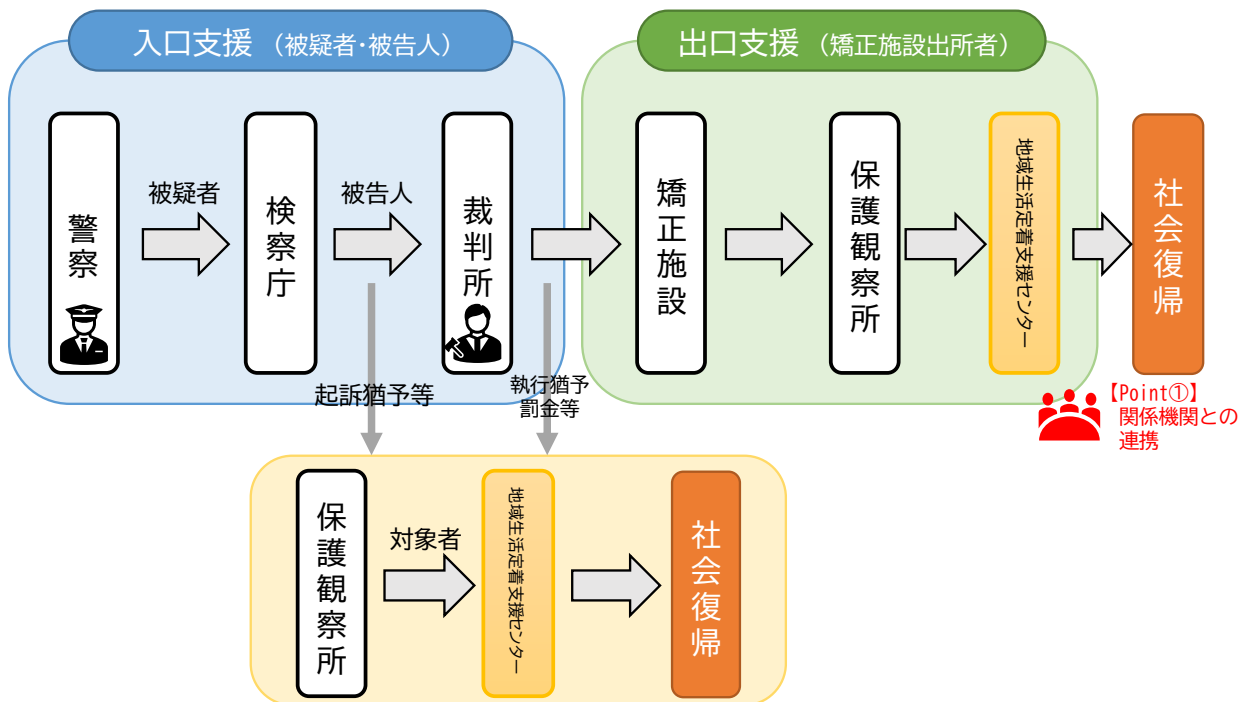 入口支援 （被疑者･被告人）
出口支援 （矯正施設出所者）
警察
被疑者
検察庁
被告人
裁判所
矯正施設
保護観察所
地域生活定着支援センター
社会復帰
起訴猶予等
執行猶予
罰金等
【Point①】
関係機関との
連携
保護観察所
対象者
地域生活定着支援センター
社会復帰